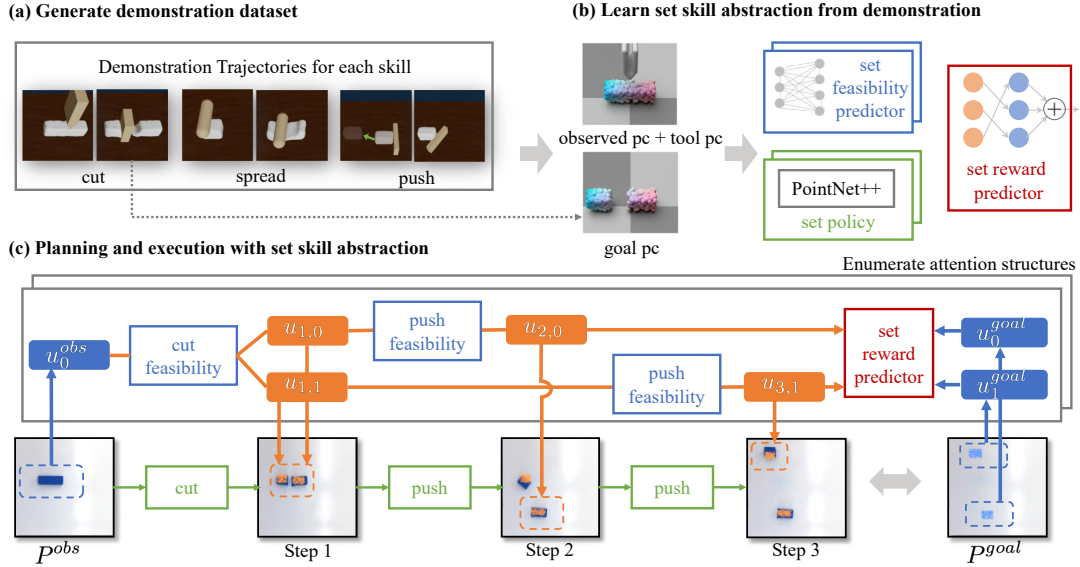 (a) Generate demonstration dataset
Demonstration Trajectories for each skill
cut
spread
push
(b) Learn set skill abstraction from demonstration
observed pc + tool pc
goal pc
set
feasibility
predictor
PointNet++
set policy
+
set reward
predictor
(c) Planning and execution with set skill abstraction
Enumerate attention structures
u_0^{obs}
cut
feasibility
u_{1,0}
push
feasibility
u_{2,0}
u_{1,1}
push
feasibility
u_{3,1}
set
reward
predictor
u_0^{goal}
u_1^{goal}
cut
push
push
P^{obs}
Step 1
Step 2
Step 3
P^{goal}